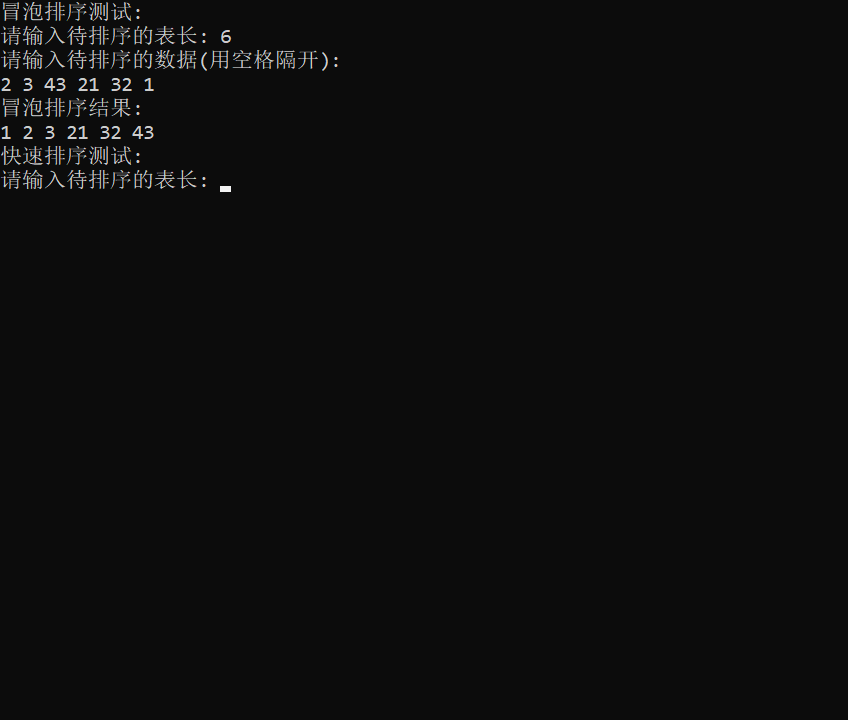 冒泡排序测试:
请输入待排序的表长: 6
请输入待排序的数据(用空格隔开):
2 3 43 21 32 1
冒泡排序结果:
1 2 3 21 32 43
快速排序测试:
请输入待排序的表长: